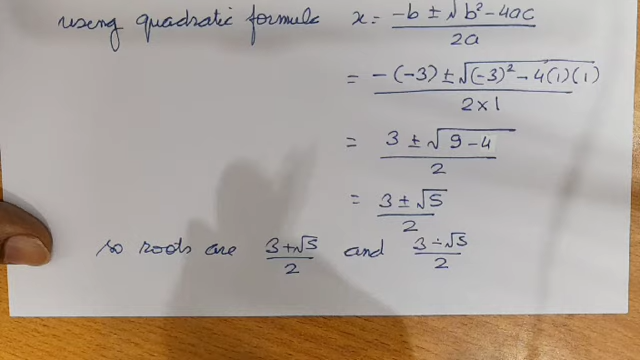 using quadratic formula x = (-b ± √(b² - 4ac))/(2a)
= (-(-3) ± √((-3)² - 4(1)(1)))/(2×1)
= (3 ± √(9-4))/2
= (3 ± √5)/2
so roots are (3+√5)/2 and (3-√5)/2